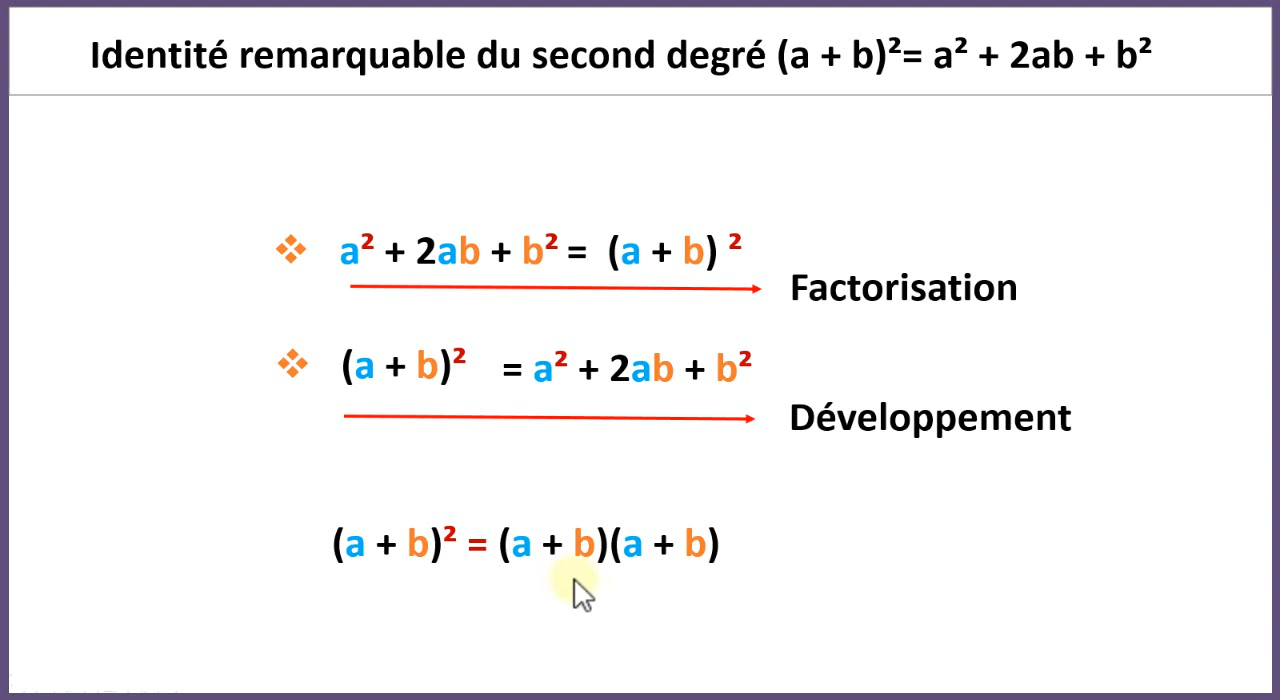 Identité remarquable du second degré (a + b)²= a² + 2ab + b²
a² + 2ab + b² = (a + b) ²
Factorisation
(a + b)² = a² + 2ab + b²
Développement
(a + b)² = (a + b)(a + b)